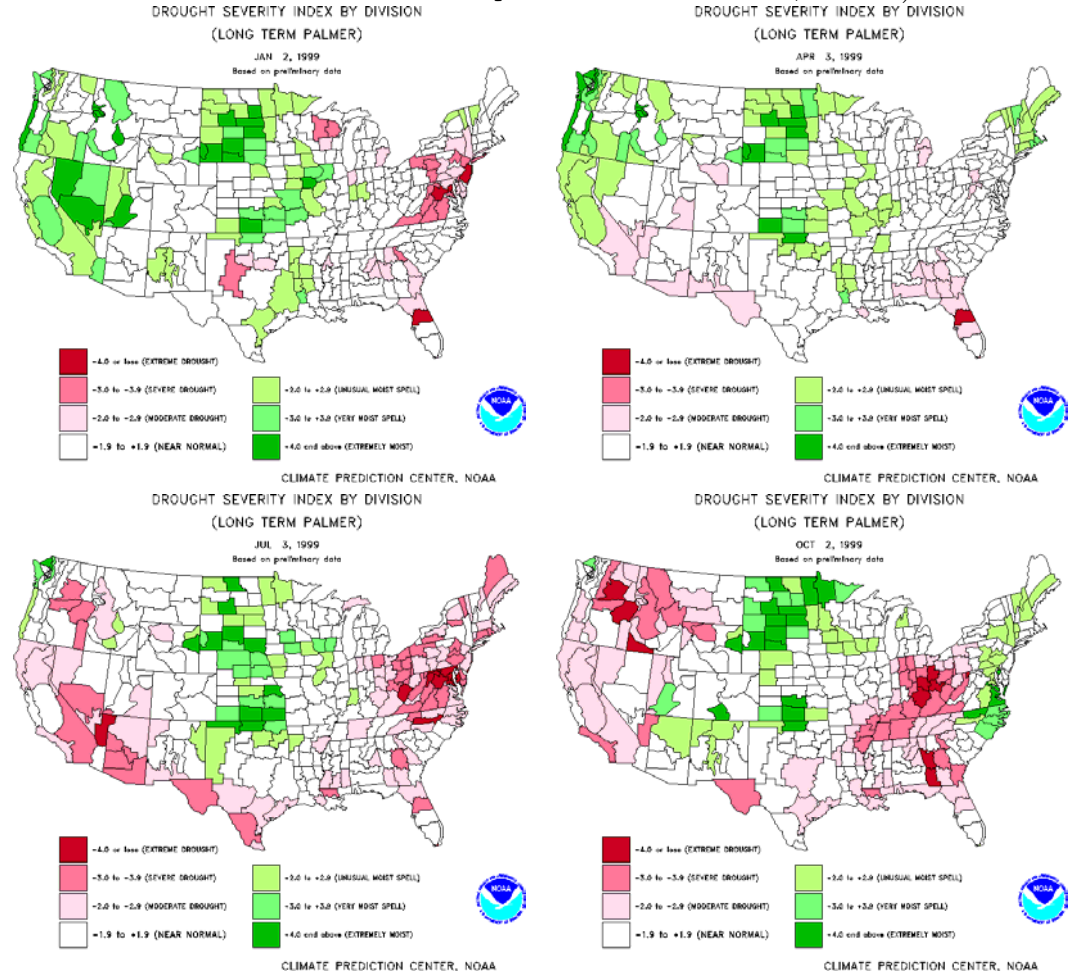 DROUGHT SEVERITY INDEX BY DIVISION
(LONG TERM PALMER)
JAN 2, 1999
Based on preliminary data
-4.0 or less (EXTREME DROUGHT)
-3.0 to -3.9 (SEVERE DROUGHT)
-2.0 to -2.9 (MODERATE DROUGHT)
-1.9 to +1.9 (NEAR NORMAL)
+2.0 to +2.9 (UNUSUAL MOIST SPELL)
+3.0 to +3.9 (VERY MOIST SPELL)
+4.0 and above (EXTREMELY MOIST)
NOAA
CLIMATE PREDICTION CENTER, NOAA
DROUGHT SEVERITY INDEX BY DIVISION
(LONG TERM PALMER)
APR 3, 1999
Based on preliminary data
-4.0 or less (EXTREME DROUGHT)
-3.0 to -3.9 (SEVERE DROUGHT)
-2.0 to -2.9 (MODERATE DROUGHT)
-1.9 to +1.9 (NEAR NORMAL)
+2.0 to +2.9 (UNUSUAL MOIST SPELL)
+3.0 to +3.9 (VERY MOIST SPELL)
+4.0 and above (EXTREMELY MOIST)
NOAA
CLIMATE PREDICTION CENTER, NOAA
DROUGHT SEVERITY INDEX BY DIVISION
(LONG TERM PALMER)
JUL 3, 1999
Based on preliminary data
-4.0 or less (EXTREME DROUGHT)
-3.0 to -3.9 (SEVERE DROUGHT)
-2.0 to -2.9 (MODERATE DROUGHT)
-1.9 to +1.9 (NEAR NORMAL)
+2.0 to +2.9 (UNUSUAL MOIST SPELL)
+3.0 to +3.9 (VERY MOIST SPELL)
+4.0 and above (EXTREMELY MOIST)
NOAA
CLIMATE PREDICTION CENTER, NOAA
DROUGHT SEVERITY INDEX BY DIVISION
(LONG TERM PALMER)
OCT 2, 1999
Based on preliminary data
-4.0 or less (EXTREME DROUGHT)
-3.0 to -3.9 (SEVERE DROUGHT)
-2.0 to -2.9 (MODERATE DROUGHT)
-1.9 to +1.9 (NEAR NORMAL)
+2.0 to +2.9 (UNUSUAL MOIST SPELL)
+3.0 to +3.9 (VERY MOIST SPELL)
+4.0 and above (EXTREMELY MOIST)
NOAA
CLIMATE PREDICTION CENTER, NOAA